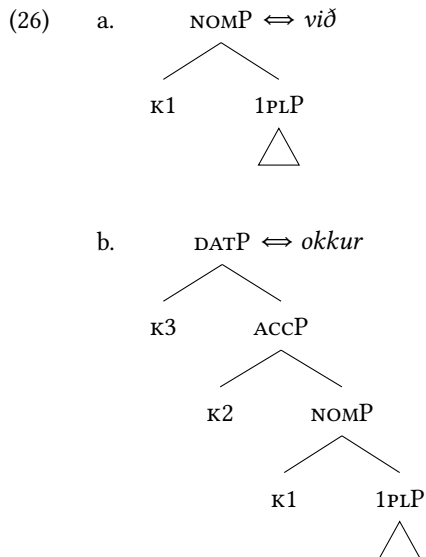 (26) a. NOMP ⇔ við
K1 1PLP
b. DATP ⇔ okkur
K3 ACCP
K2 NOMP
K1 1PLP